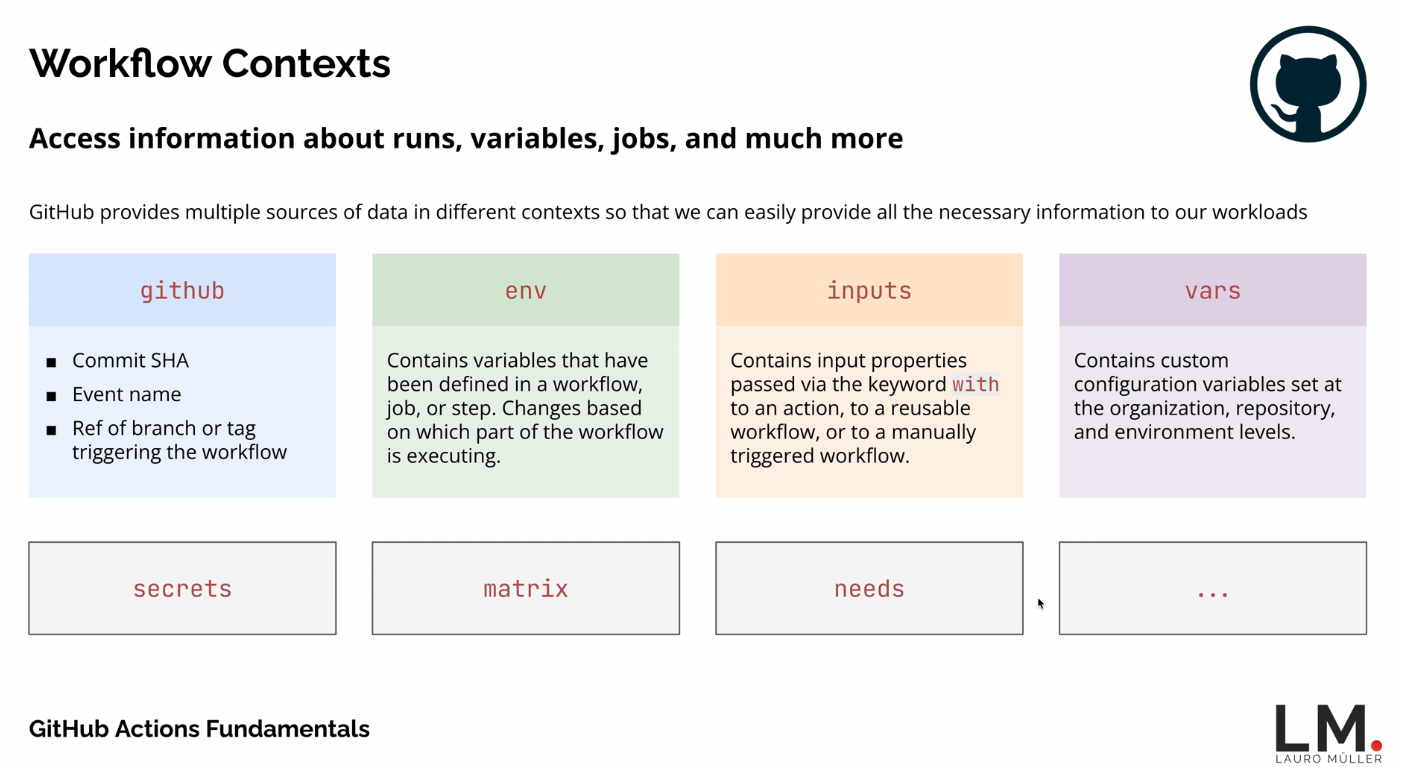 Workflow Contexts
Access information about runs, variables, jobs, and much more
GitHub provides multiple sources of data in different contexts so that we can easily provide all the necessary information to our workloads
github
■ Commit SHA
■ Event name
■ Ref of branch or tag
triggering the workflow
env
Contains variables that have
been defined in a workflow,
job, or step. Changes based
on which part of the workflow
is executing.
inputs
Contains input properties
passed via the keyword with
to an action, to a reusable
workflow, or to a manually
triggered workflow.
vars
Contains custom
configuration variables set at
the organization, repository,
and environment levels.
secrets
matrix
needs
...
GitHub Actions Fundamentals
LM.
LAURO MÜLLER